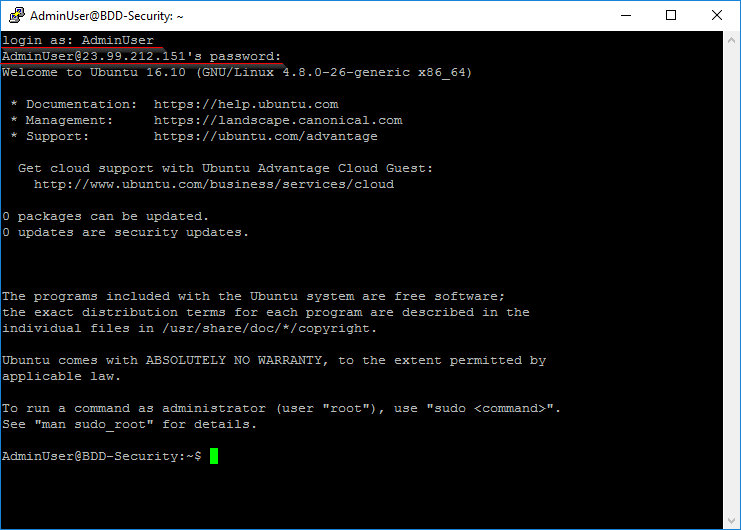 AdminUser@BDD-Security: ~
login as: AdminUser
AdminUser@23.99.212.151's password:
Welcome to Ubuntu 16.10 (GNU/Linux 4.8.0-26-generic x86_64)
* Documentation:  https://help.ubuntu.com
* Management:     https://landscape.canonical.com
* Support:        https://ubuntu.com/advantage
Get cloud support with Ubuntu Advantage Cloud Guest:
http://www.ubuntu.com/business/services/cloud
0 packages can be updated.
0 updates are security updates.
The programs included with the Ubuntu system are free software;
the exact distribution terms for each program are described in the
individual files in /usr/share/doc/*/copyright.
Ubuntu comes with ABSOLUTELY NO WARRANTY, to the extent permitted by
applicable law.
To run a command as administrator (user "root"), use "sudo <command>".
See "man sudo_root" for details.
AdminUser@BDD-Security:~$